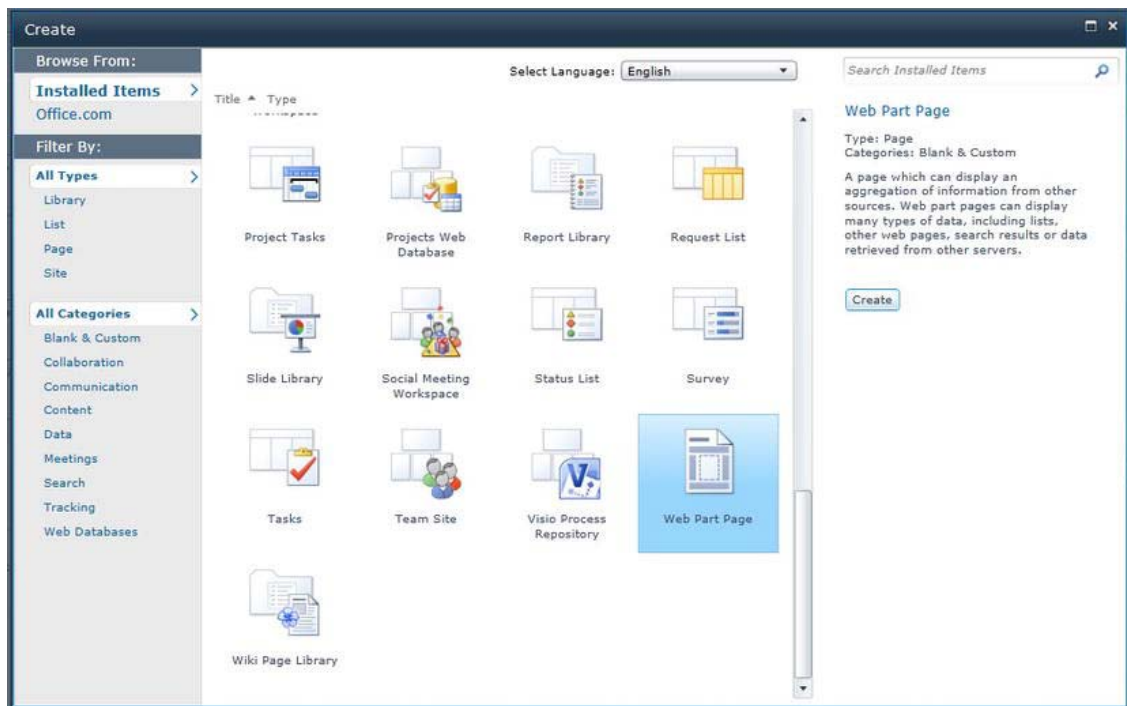 Create
Browse From:
Installed Items
Office.com
Filter By:
All Types
Library
List
Page
Site
All Categories
Blank & Custom
Collaboration
Communication
Content
Data
Meetings
Search
Tracking
Web Databases
Select Language: English
Title Type
Project Tasks
Projects Web
Database
Report Library
Request List
Slide Library
Social Meeting
Workspace
Status List
Survey
Tasks
Team Site
Visio Process
Repository
Web Part Page
Wiki Page Library
Search Installed Items
Web Part Page
Type: Page
Categories: Blank & Custom
A page which can display an
aggregation of information from other
sources. Web part pages can display
many types of data, including lists,
other web pages, search results or data
retrieved from other servers.
Create